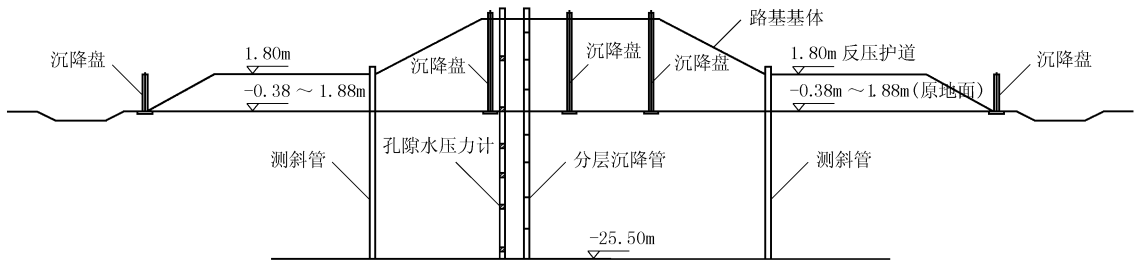 路基基体
沉降盘
1.80m
沉降盘
沉降盘
沉降盘
1.80m 反压护道
沉降盘
-0.38～1.88m
-0.38m～1.88m(原地面)
测斜管
孔隙水压力计
分层沉降管
测斜管
-25.50m